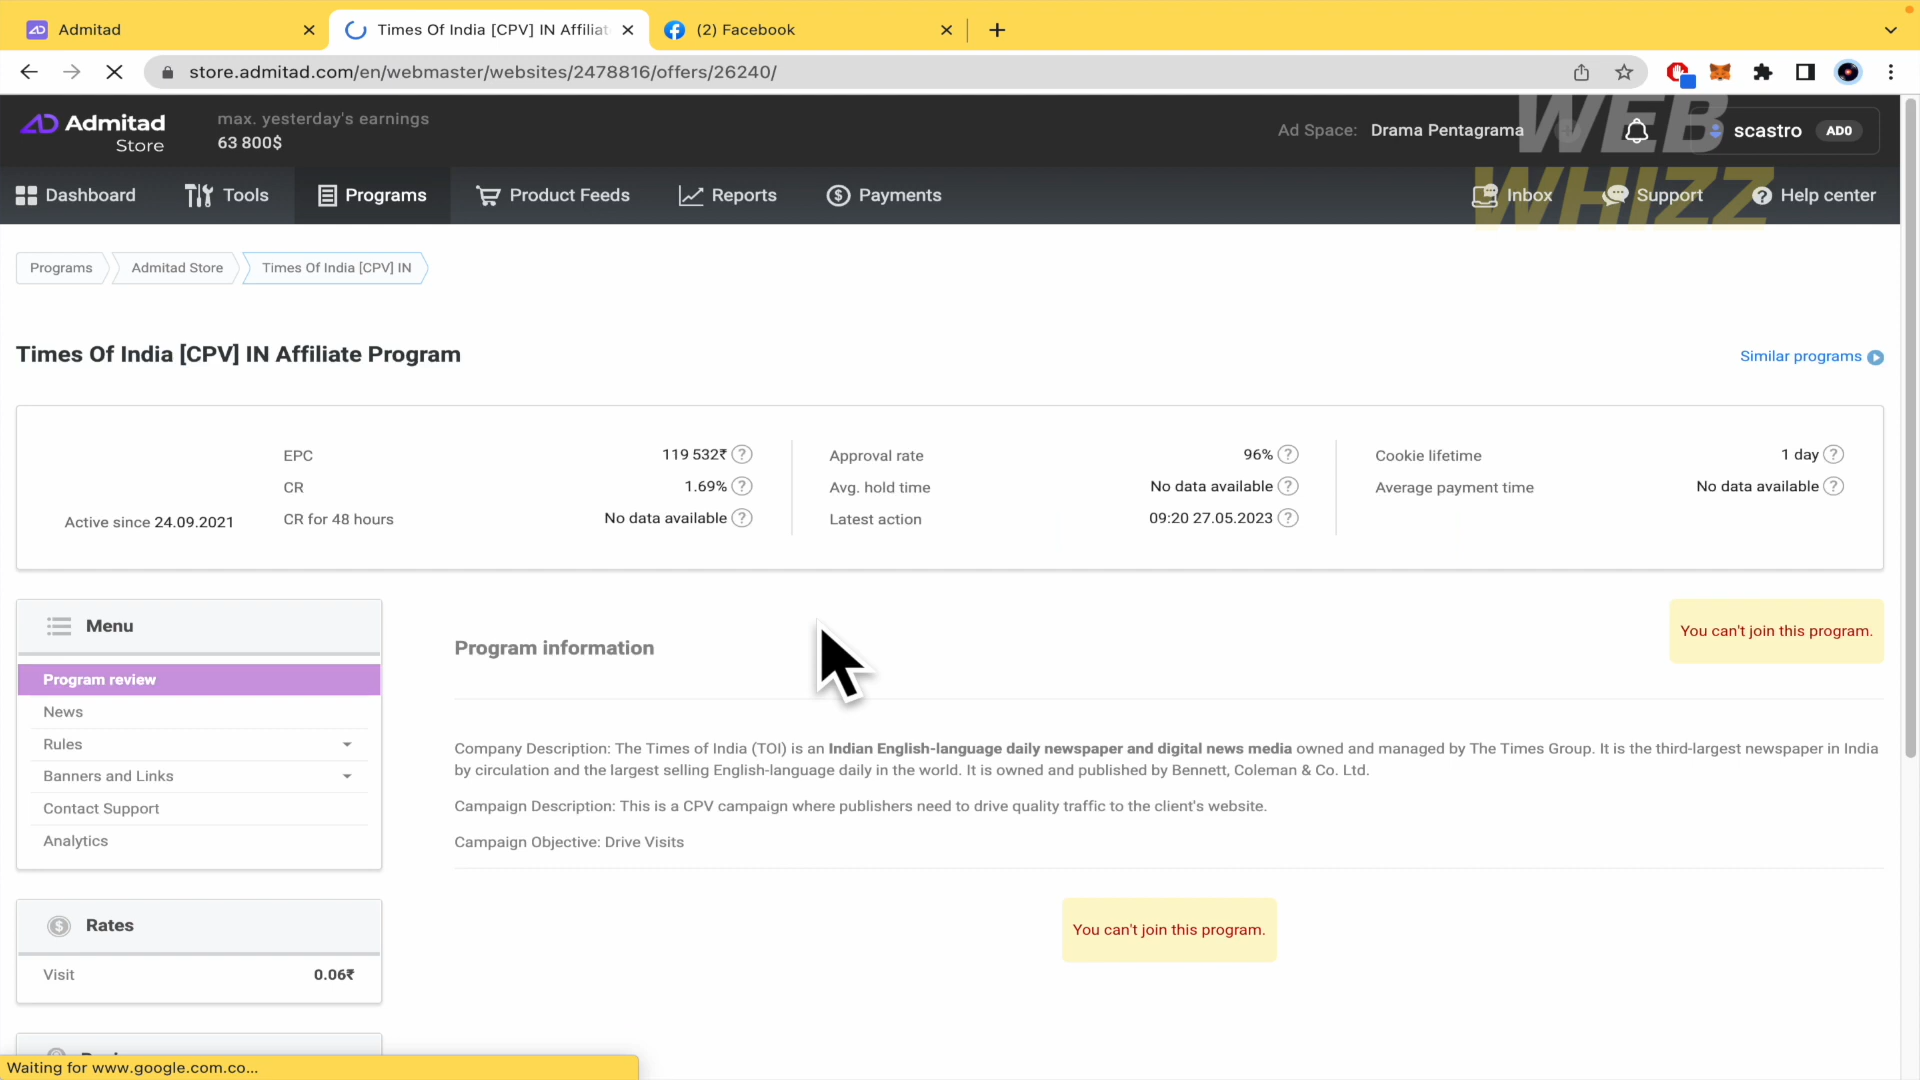 Admitad
Times Of India [CPV] IN Affiliat
(2) Facebook
store.admitad.com/en/webmaster/websites/2478816/offers/26240/
Admitad
Store
max. yesterday's earnings
63 800$
Ad Space: Drama Pentagrama
scastro AD0
WEB
WHIZZ
Dashboard
Tools
Programs
Product Feeds
Reports
Payments
Inbox
Support
Help center
Programs
Admitad Store
Times Of India [CPV] IN
Times Of India [CPV] IN Affiliate Program
Similar programs
Active since 24.09.2021
EPC 119 532₹ ?
CR 1.69% ?
CR for 48 hours No data available ?
Approval rate 96% ?
Avg. hold time No data available ?
Latest action 09:20 27.05.2023 ?
Cookie lifetime 1 day ?
Average payment time No data available ?
Menu
Program review
News
Rules
Banners and Links
Contact Support
Analytics
Rates
Visit 0.06₹
Program information
You can't join this program.
Company Description: The Times of India (TOI) is an Indian English-language daily newspaper and digital news media owned and managed by The Times Group. It is the third-largest newspaper in India
by circulation and the largest selling English-language daily in the world. It is owned and published by Bennett, Coleman & Co. Ltd.
Campaign Description: This is a CPV campaign where publishers need to drive quality traffic to the client's website.
Campaign Objective: Drive Visits
You can't join this program.
Waiting for www.google.com.co...